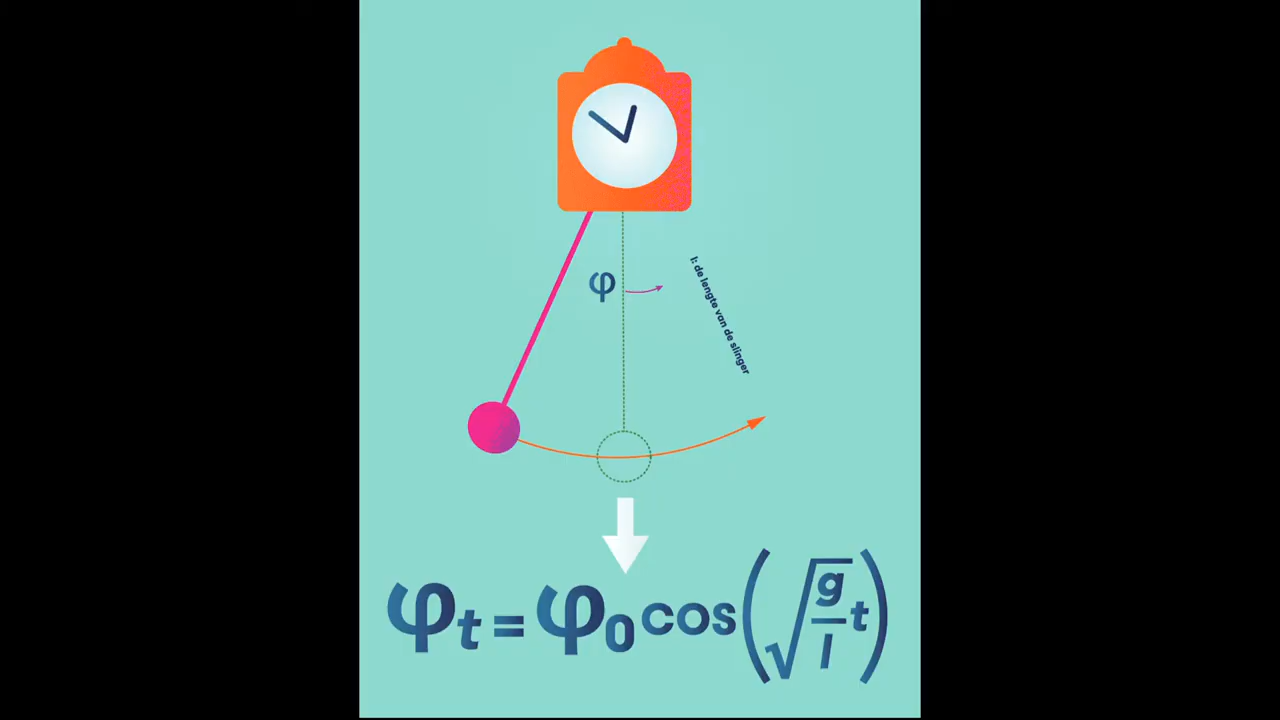 φ
l: de lengte van de slinger
φt = φ0 cos(√g/l t)